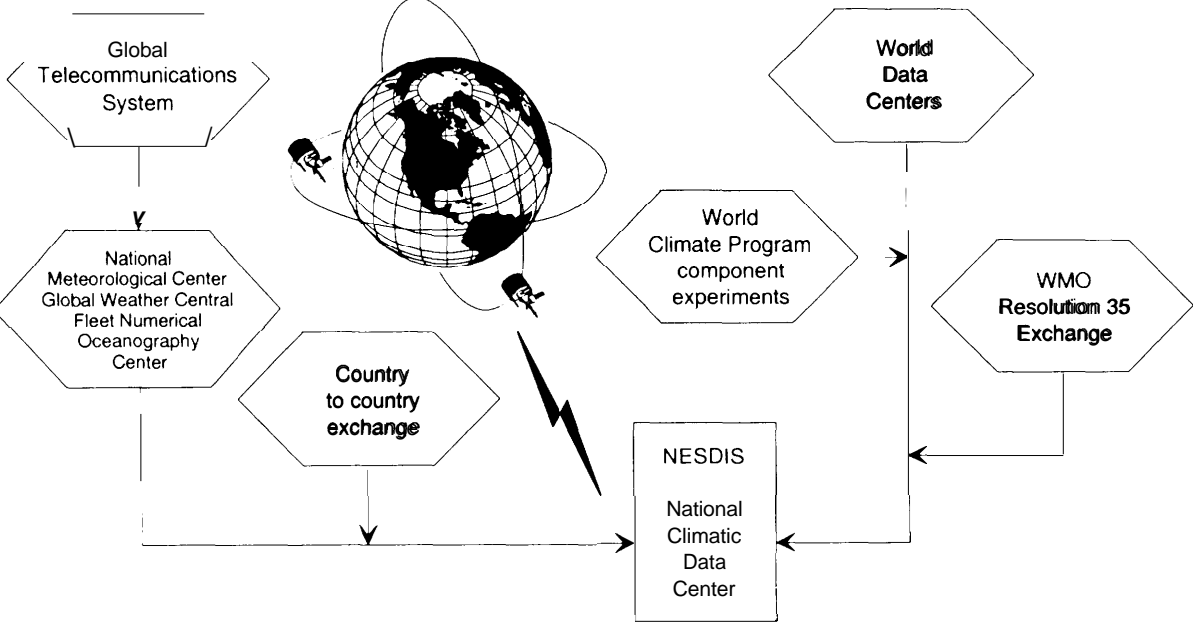 Global
Telecommunications
System
World
Data
Centers
World
Climate Program
component
experiments
National
Meteorological Center
Global Weather Central
Fleet Numerical
Oceanography
Center
WMO
Resolution 35
Exchange
Country
to country
exchange
NESDIS
National
Climatic
Data
Center